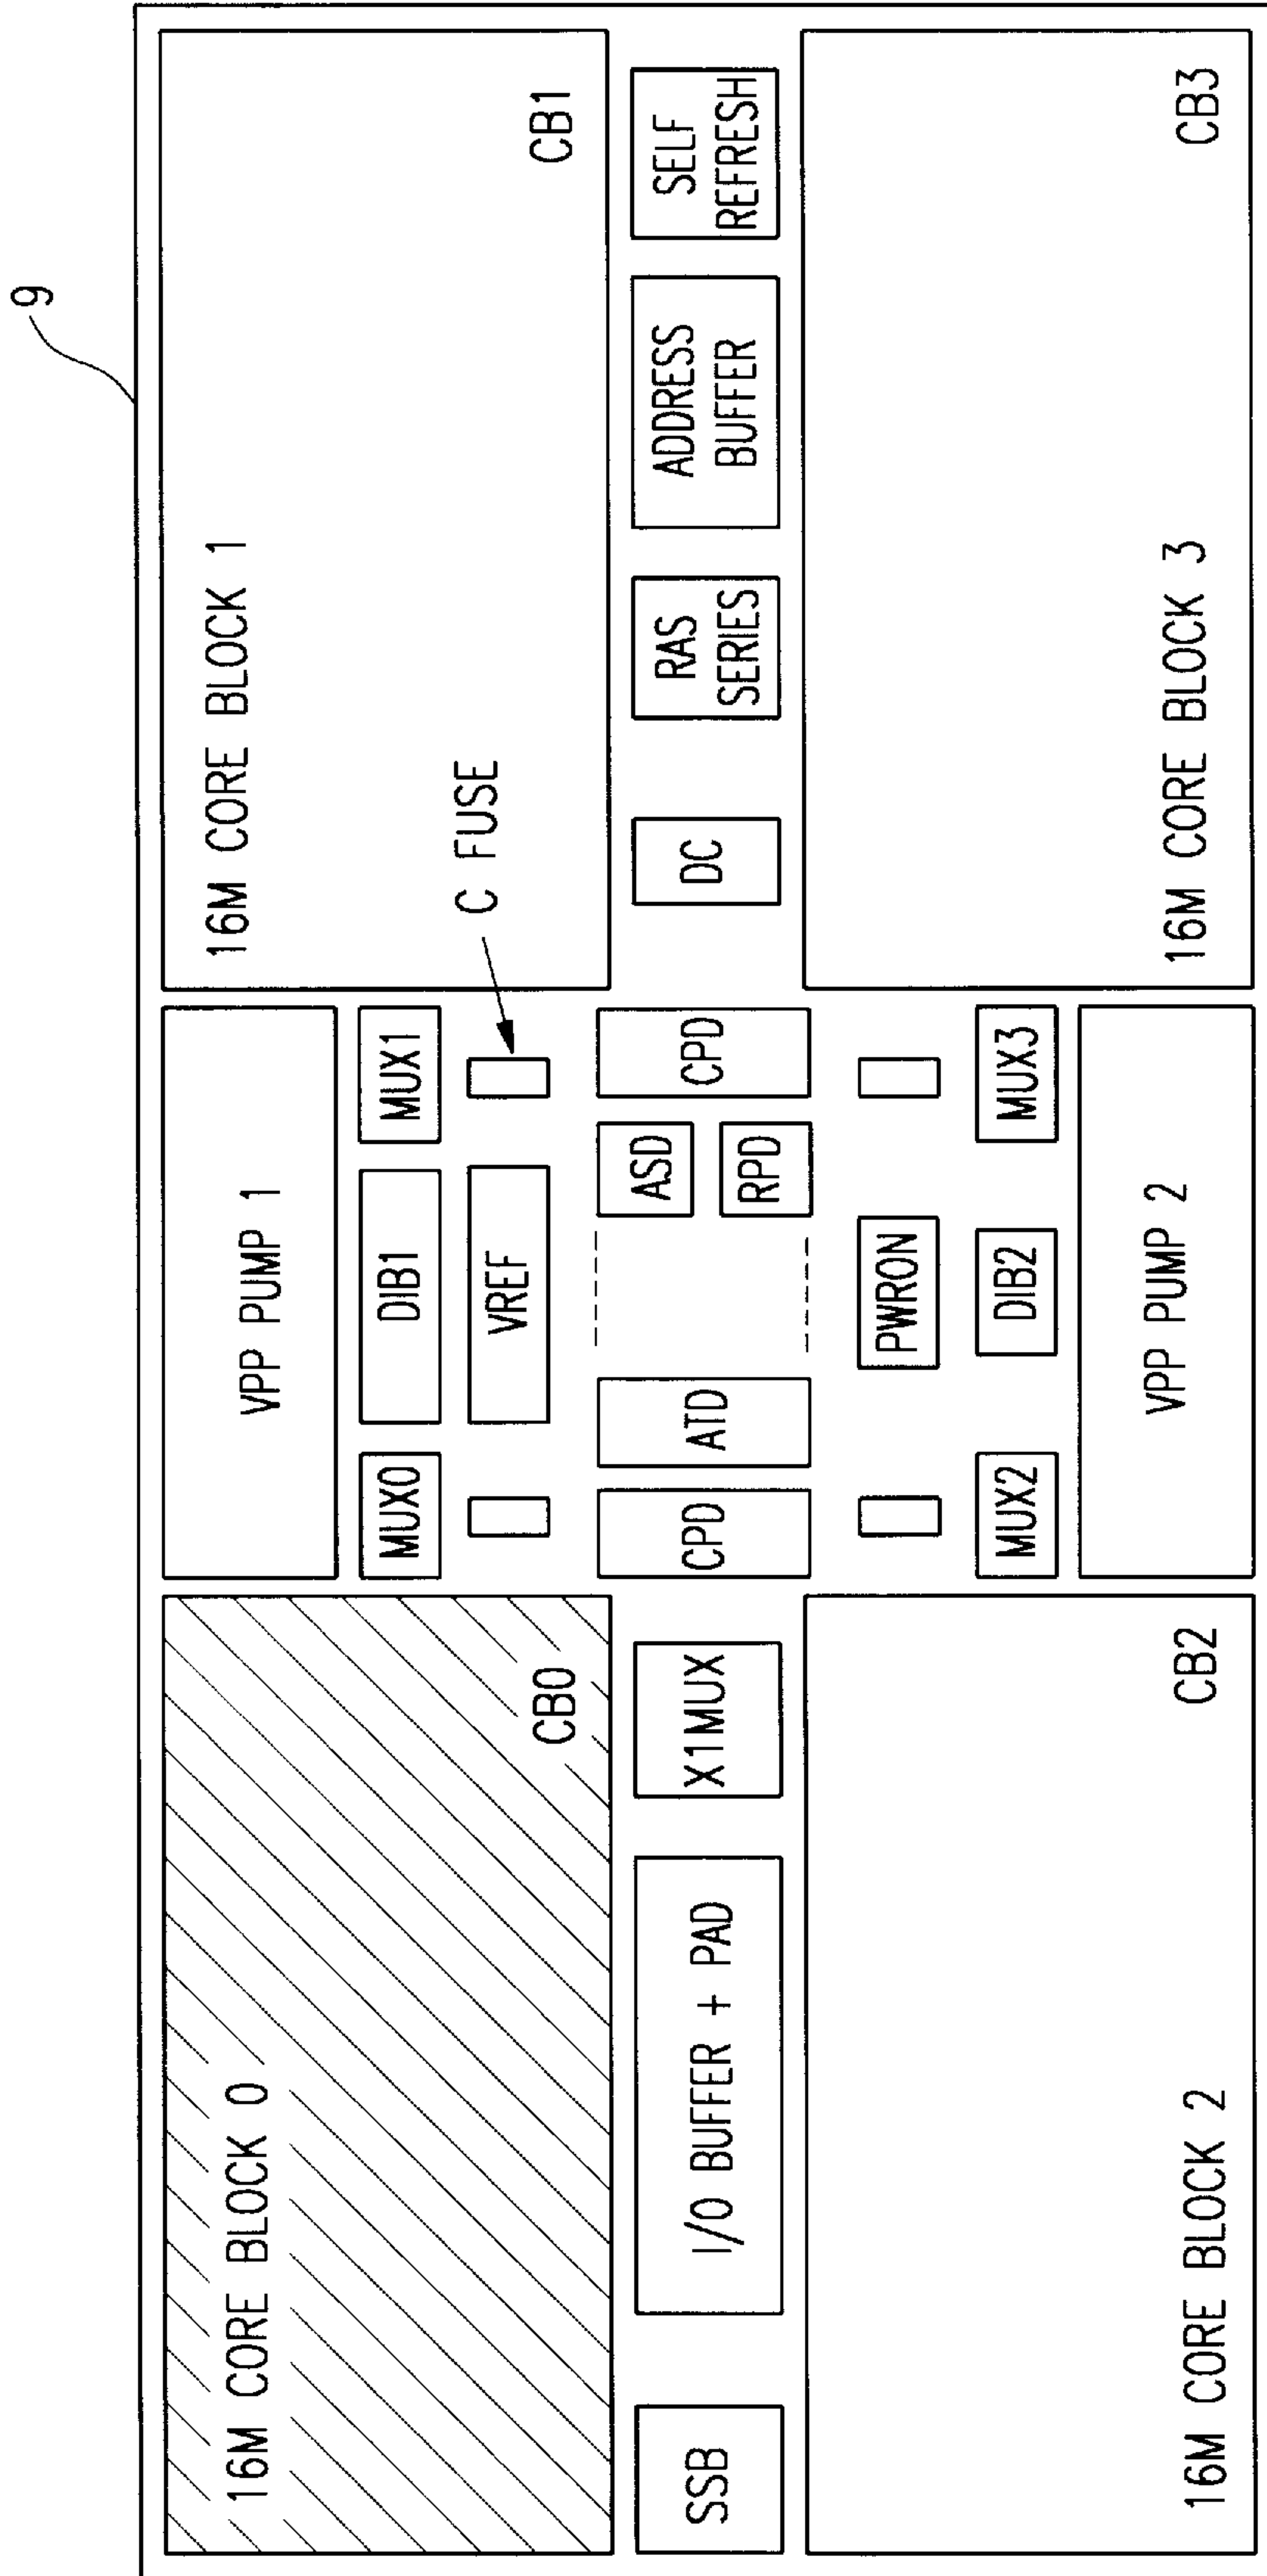 9
16M CORE BLOCK 0
CB0
VPP PUMP 1
MUX0
DIB1
MUX1
VREF
16M CORE BLOCK 1
C FUSE
CB1
SSB
I/O BUFFER + PAD
X1MUX
CPD
ATD
ASD
RPD
CPD
DC
RAS
SERIES
ADDRESS
BUFFER
SELF
REFRESH
CB2
16M CORE BLOCK 2
PWRON
MUX2
DIB2
MUX3
VPP PUMP 2
CB3
16M CORE BLOCK 3